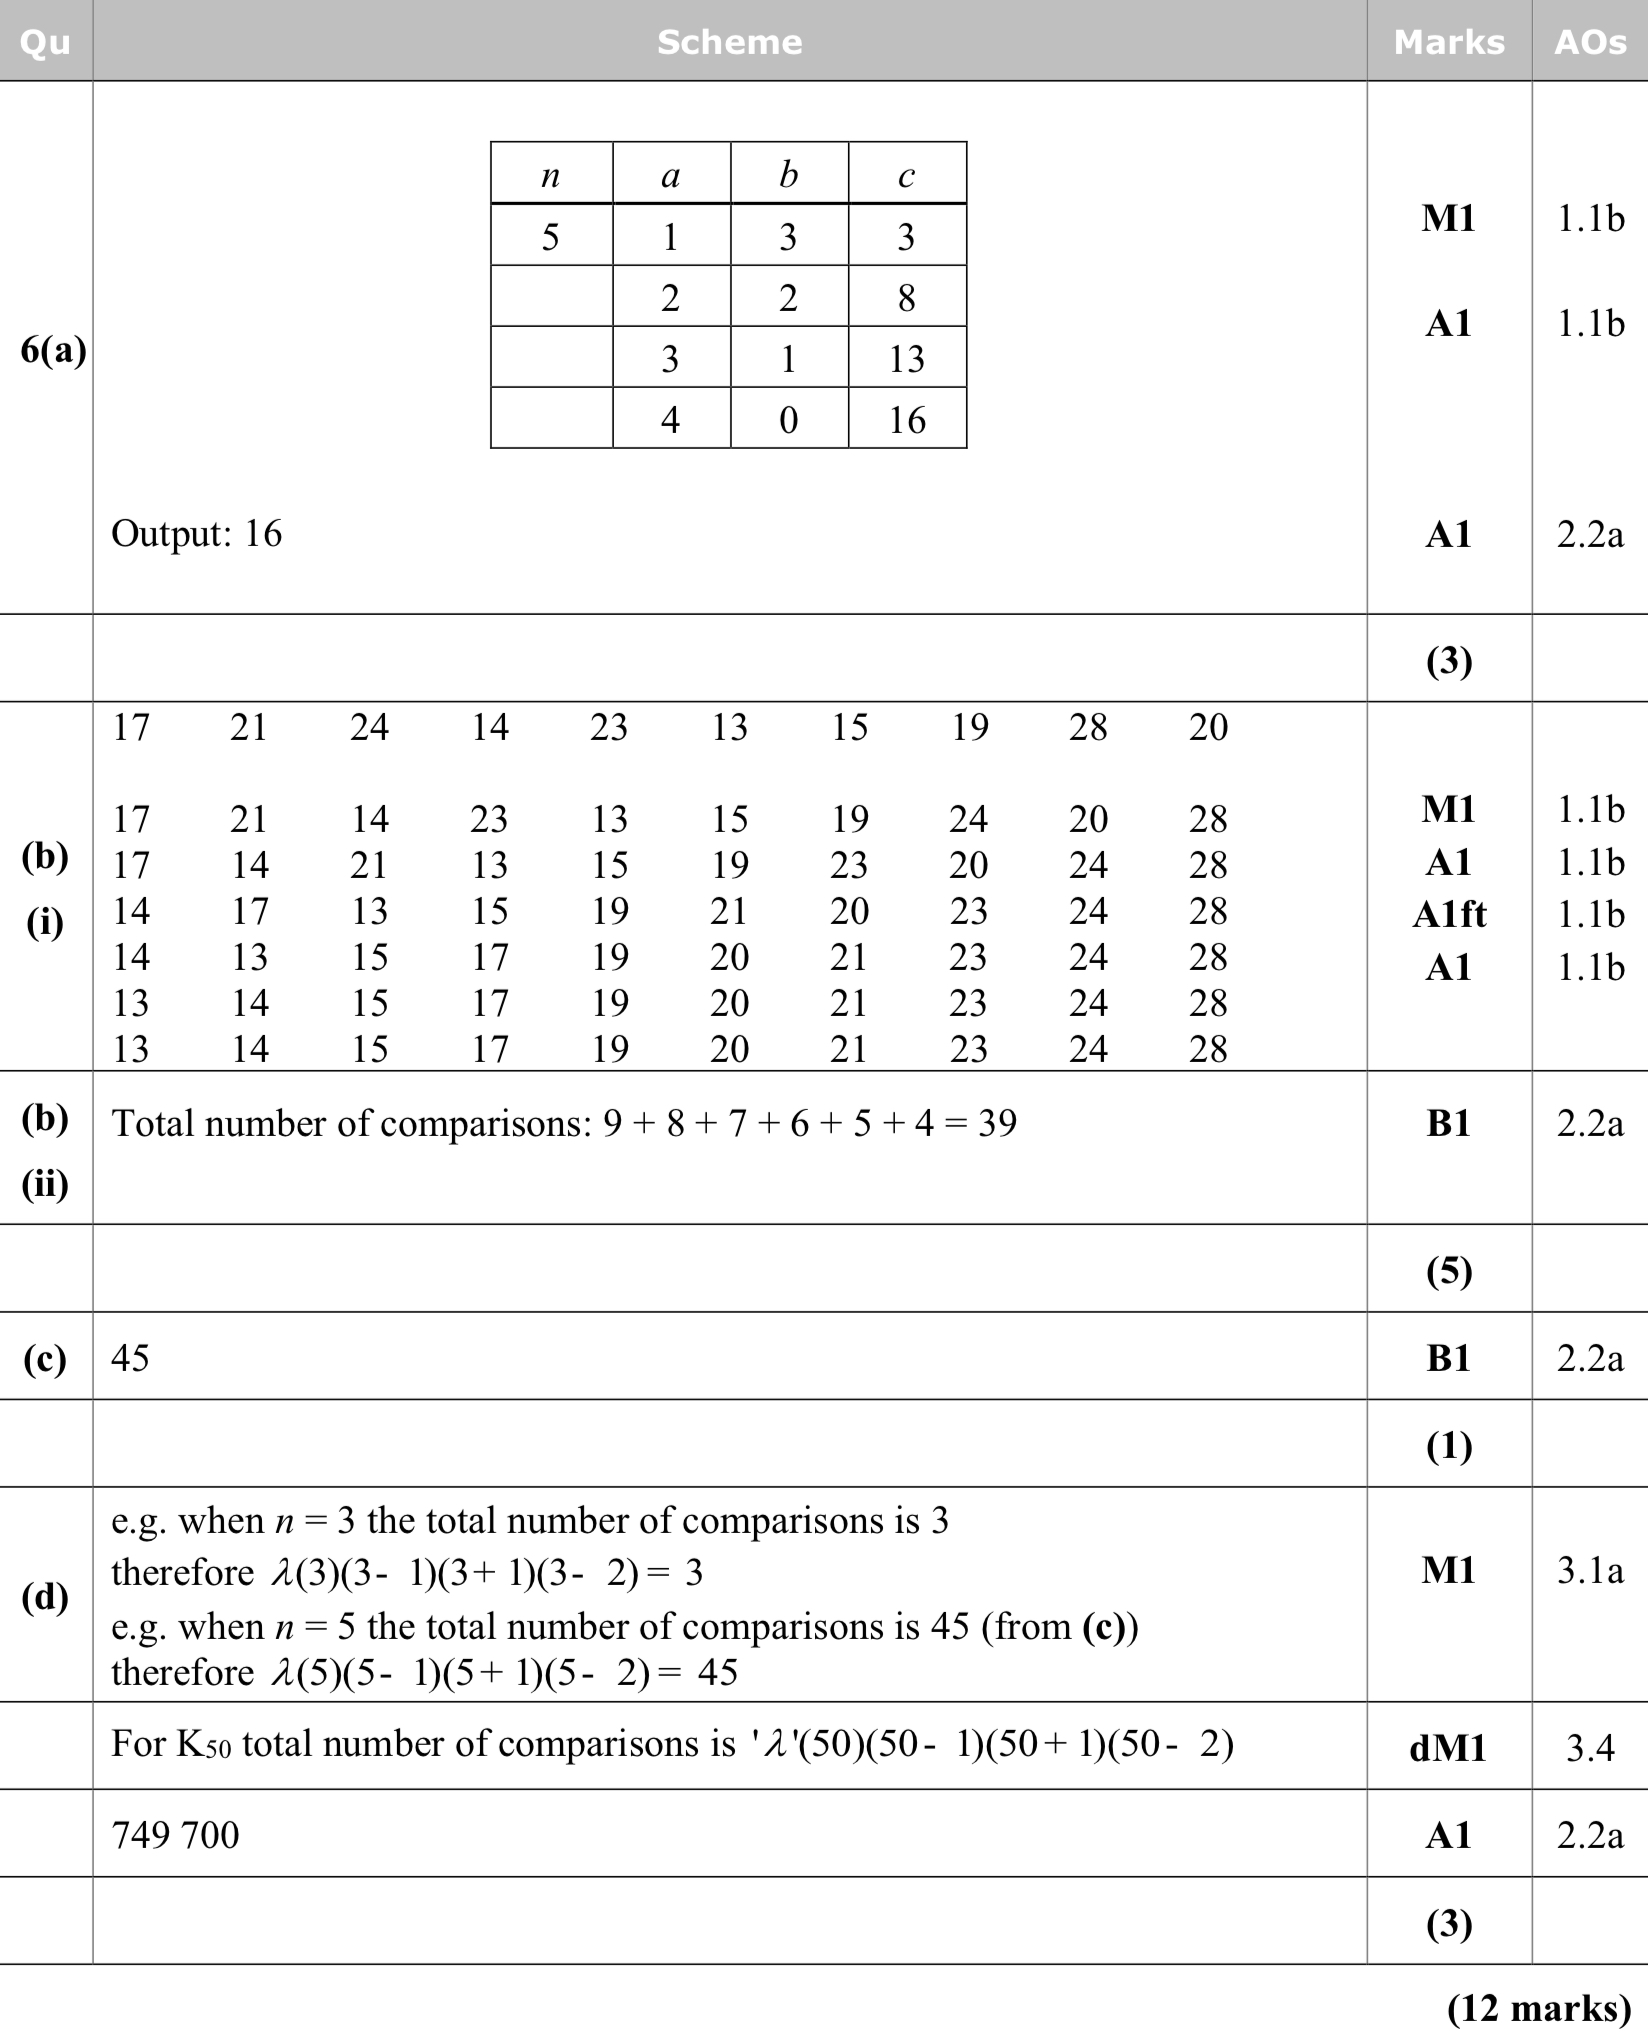 Qu Scheme Marks AOs
n a b c
5 1 3 3 M1 1.1b
2 2 8
A1 1.1b
6(a)
3 1 13
4 0 16
Output: 16 A1 2.2a
(3)
17 21 24 14 23 13 15 19 28 20
17 21 14 23 13 15 19 24 20 28 M1 1.1b
(b) 17 14 21 13 15 19 23 20 24 28 A1 1.1b
(i) 14 17 13 15 19 21 20 23 24 28 A1ft 1.1b
14 13 15 17 19 20 21 23 24 28 A1 1.1b
13 14 15 17 19 20 21 23 24 28
13 14 15 17 19 20 21 23 24 28
(b) Total number of comparisons: 9 + 8 + 7 + 6 + 5 + 4 = 39 B1 2.2a
(ii)
(5)
(c) 45 B1 2.2a
(1)
e.g. when n = 3 the total number of comparisons is 3
therefore λ(3)(3- 1)(3+ 1)(3- 2) = 3 M1 3.1a
(d)
e.g. when n = 5 the total number of comparisons is 45 (from (c))
therefore λ(5)(5- 1)(5+ 1)(5- 2) = 45
For K50 total number of comparisons is 'λ'(50)(50- 1)(50+ 1)(50- 2) dM1 3.4
749 700 A1 2.2a
(3)
(12 marks)